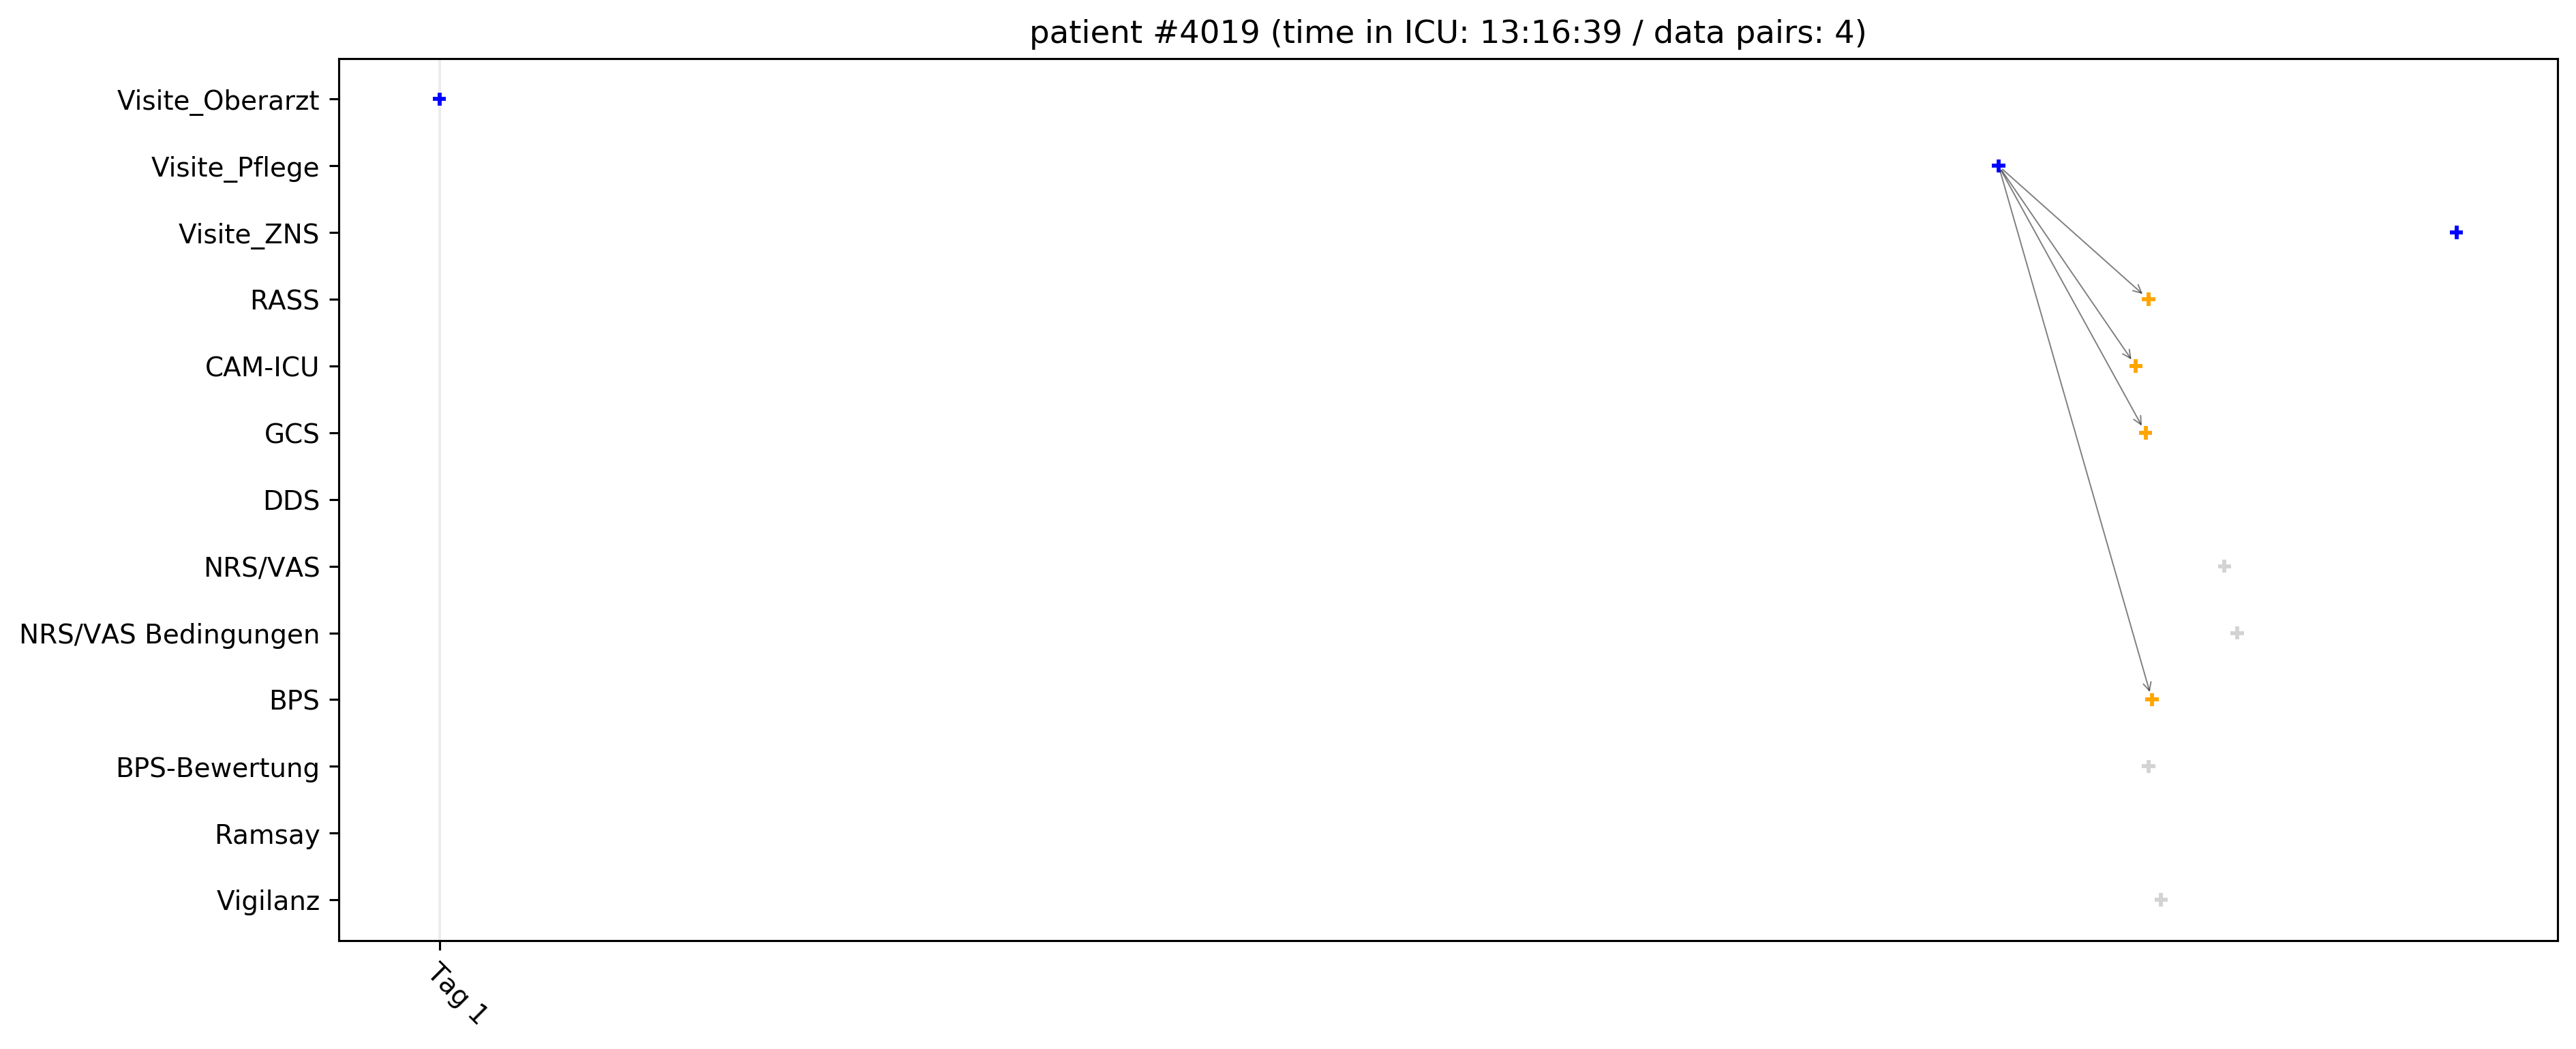 patient #4019 (time in ICU: 13:16:39 / data pairs: 4)
Visite_Oberarzt
Visite_Pflege
Visite_ZNS
RASS
CAM-ICU
GCS
DDS
NRS/VAS
NRS/VAS Bedingungen
BPS
BPS-Bewertung
Ramsay
Vigilanz
Tag 1